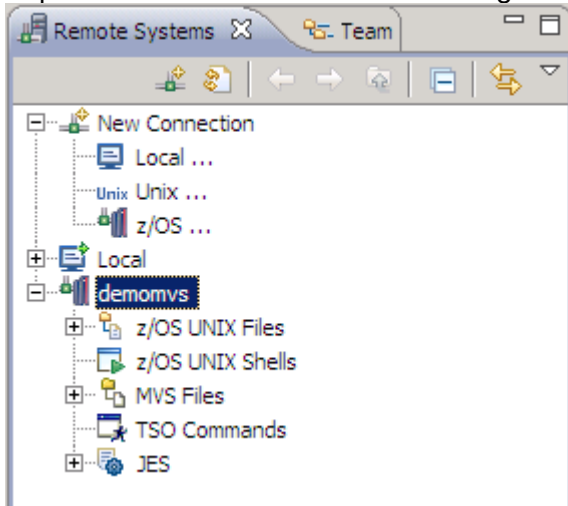 Remote Systems Team
New Connection
Local ...
Unix Unix ...
z/OS ...
Local
demomvs
z/OS UNIX Files
z/OS UNIX Shells
MVS Files
TSO Commands
JES